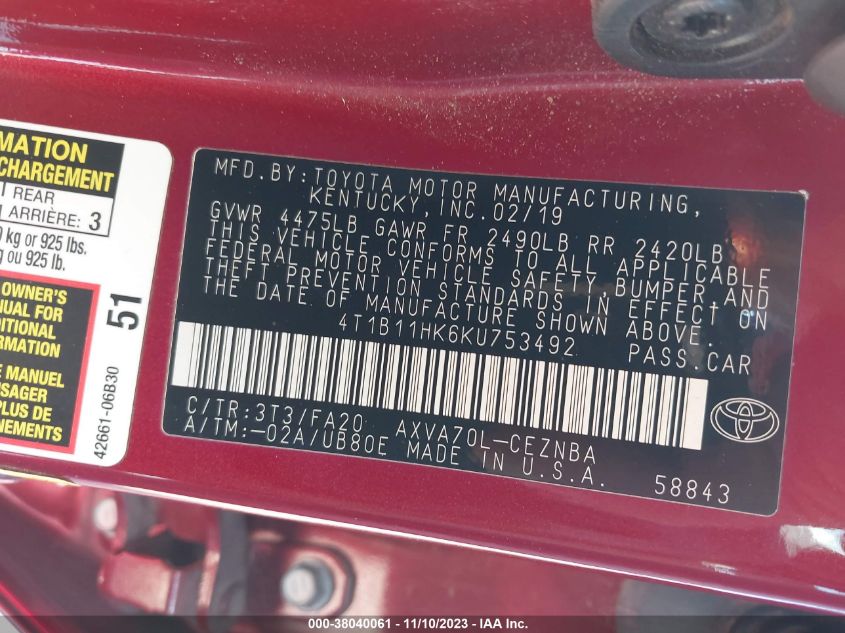 MATION
CHARGEMENT
REAR
ARRIÈRE: 3
kg or 925 lbs.
ou 925 lb.
OWNER'S
MANUAL FOR
MATION
E MANUEL
PLUS DE
NEMENTS
51
42661-06B30
MFD. BY: TOYOTA MOTOR MANUFACTURING,
KENTUCKY, INC. 02/19
GVWR 4475LB GAWR FR 2490LB RR 2420LB
THIS VEHICLE CONFORMS TO ALL APPLICABLE
FEDERAL MOTOR VEHICLE SAFETY, BUMPER, AND
THEFT PREVENTION STANDARDS IN EFFECT ON
THE DATE OF MANUFACTURE SHOWN ABOVE.
4T1B11HK6KU753492 PASS.CAR
C/TR:3T3/FA20 AXVA70L-CEZNBA
A/TM:-02A/UB80E MADE IN U.S.A.
58843
000-38040061 - 11/10/2023 - IAA Inc.